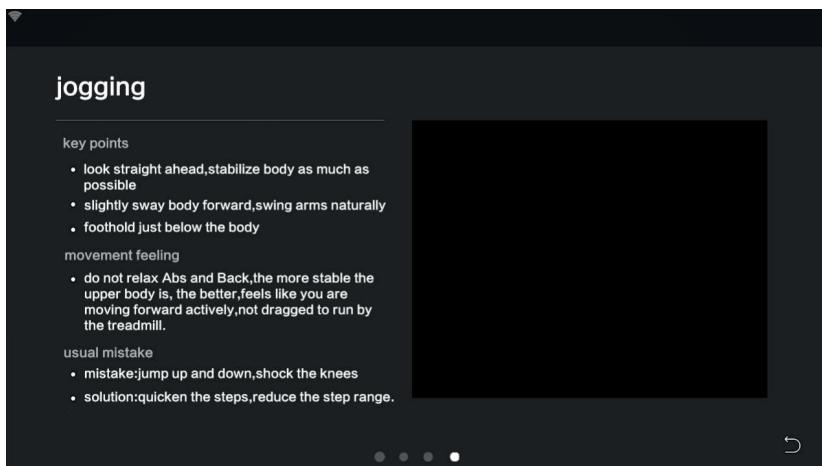 jogging
key points
• look straight ahead,stabilize body as much as
possible
• slightly sway body forward,swing arms naturally
• foothold just below the body
movement feeling
• do not relax Abs and Back,the more stable the
upper body is, the better,feels like you are
moving forward actively,not dragged to run by
the treadmill.
usual mistake
• mistake:jump up and down,shock the knees
• solution:quicken the steps,reduce the step range.